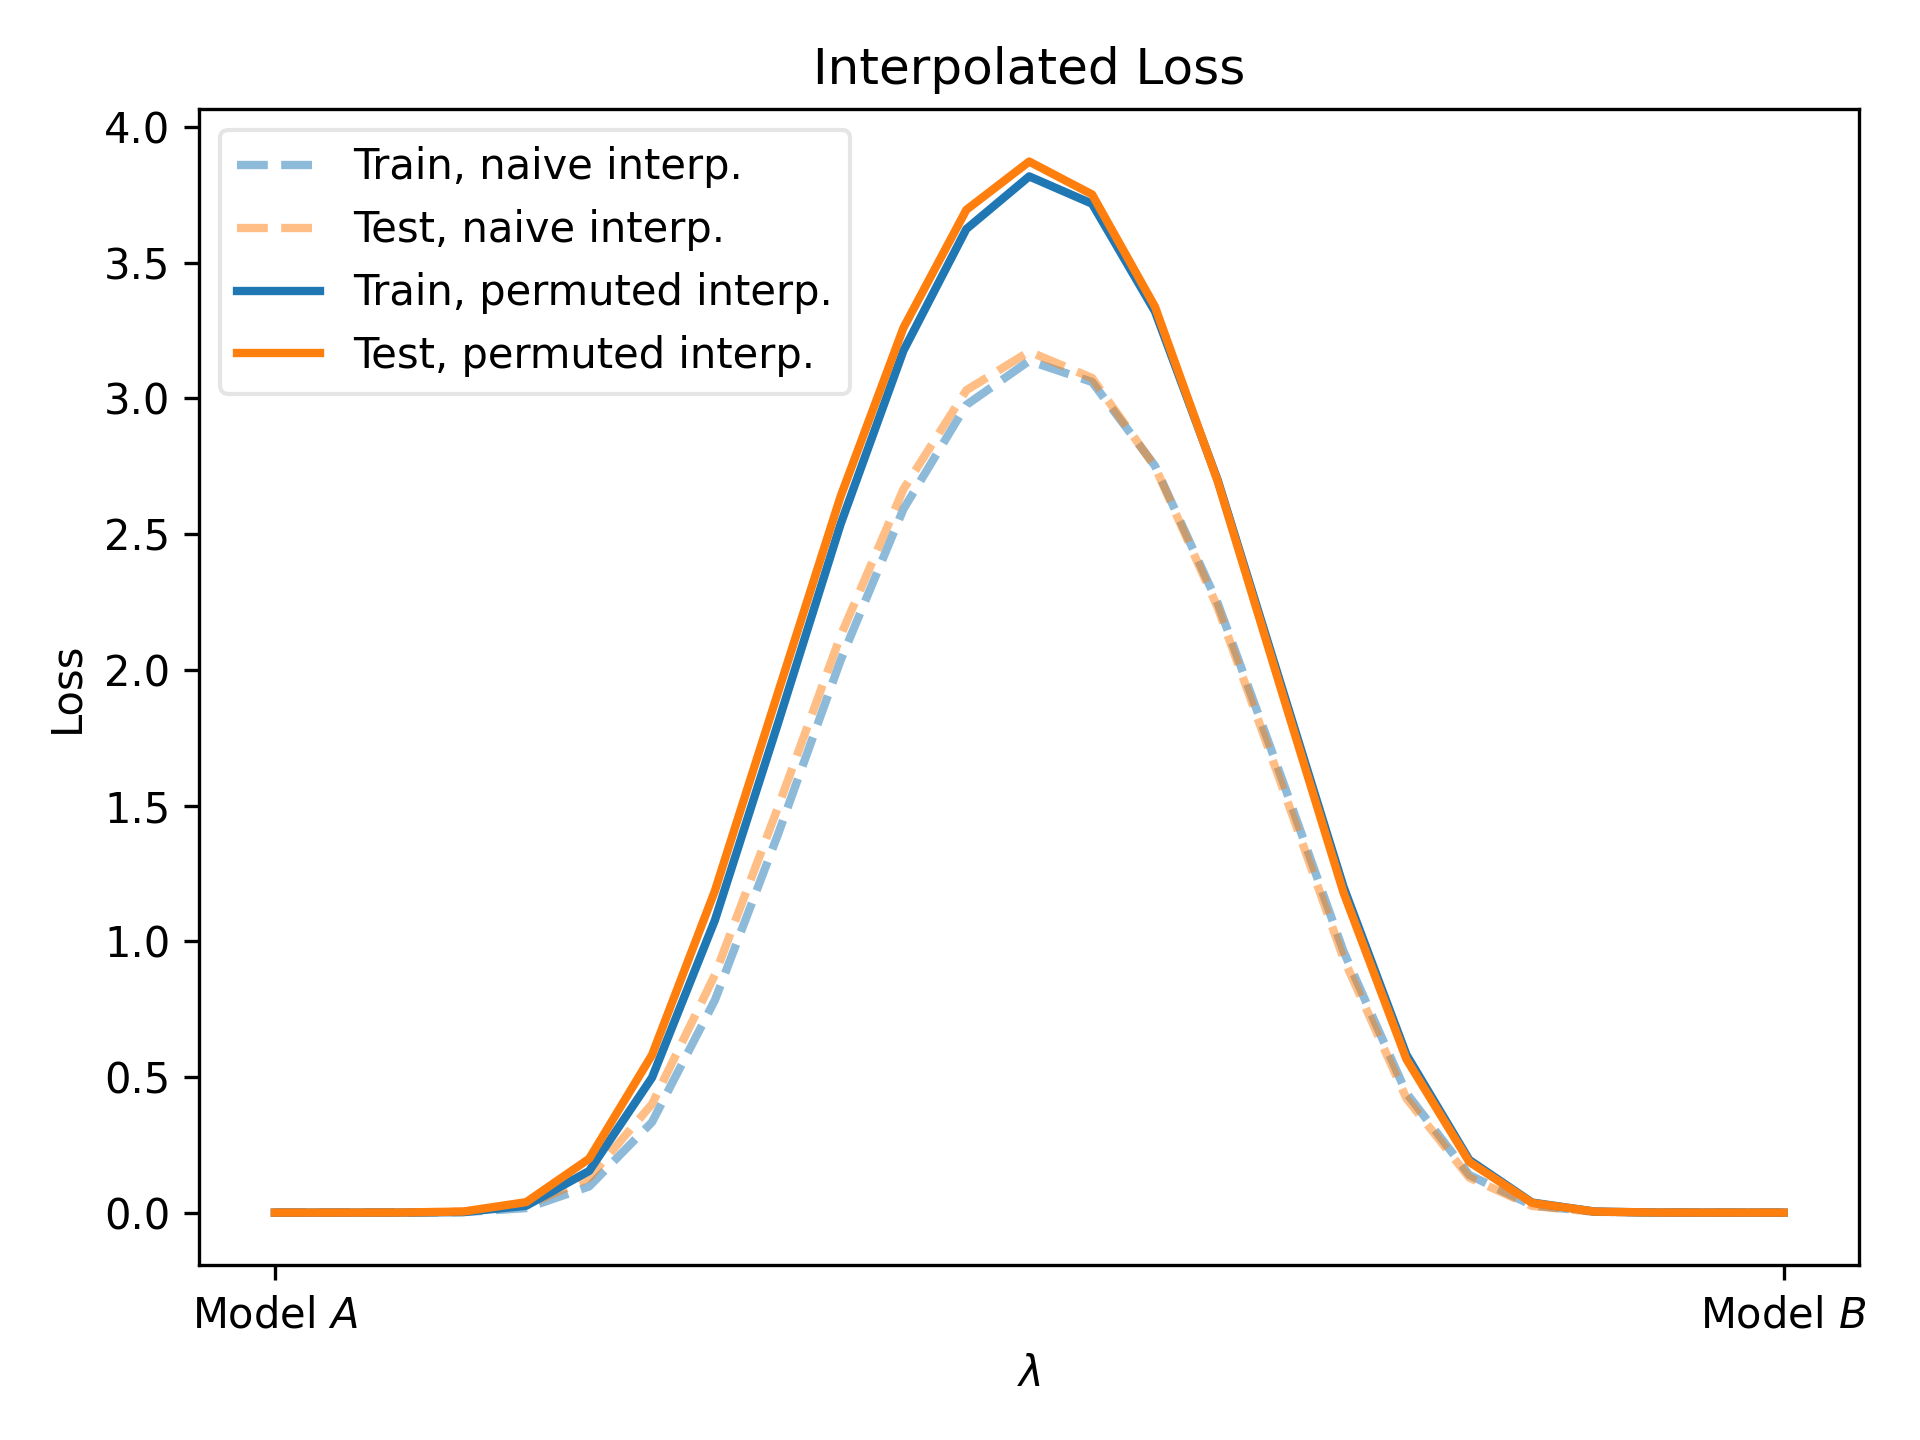 Interpolated Loss
4.0
3.5
3.0
2.5
2.0
1.5
1.0
0.5
0.0
Loss
Train, naive interp.
Test, naive interp.
Train, permuted interp.
Test, permuted interp.
Model A
Model B
λ